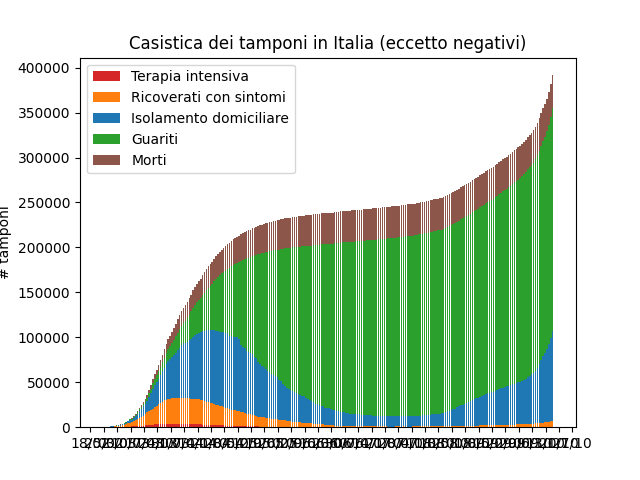 Casistica dei tamponi in Italia (eccetto negativi)
Terapia intensiva
Ricoverati con sintomi
Isolamento domiciliare
Guariti
Morti
# tamponi
400000
350000
300000
250000
200000
150000
100000
50000
0